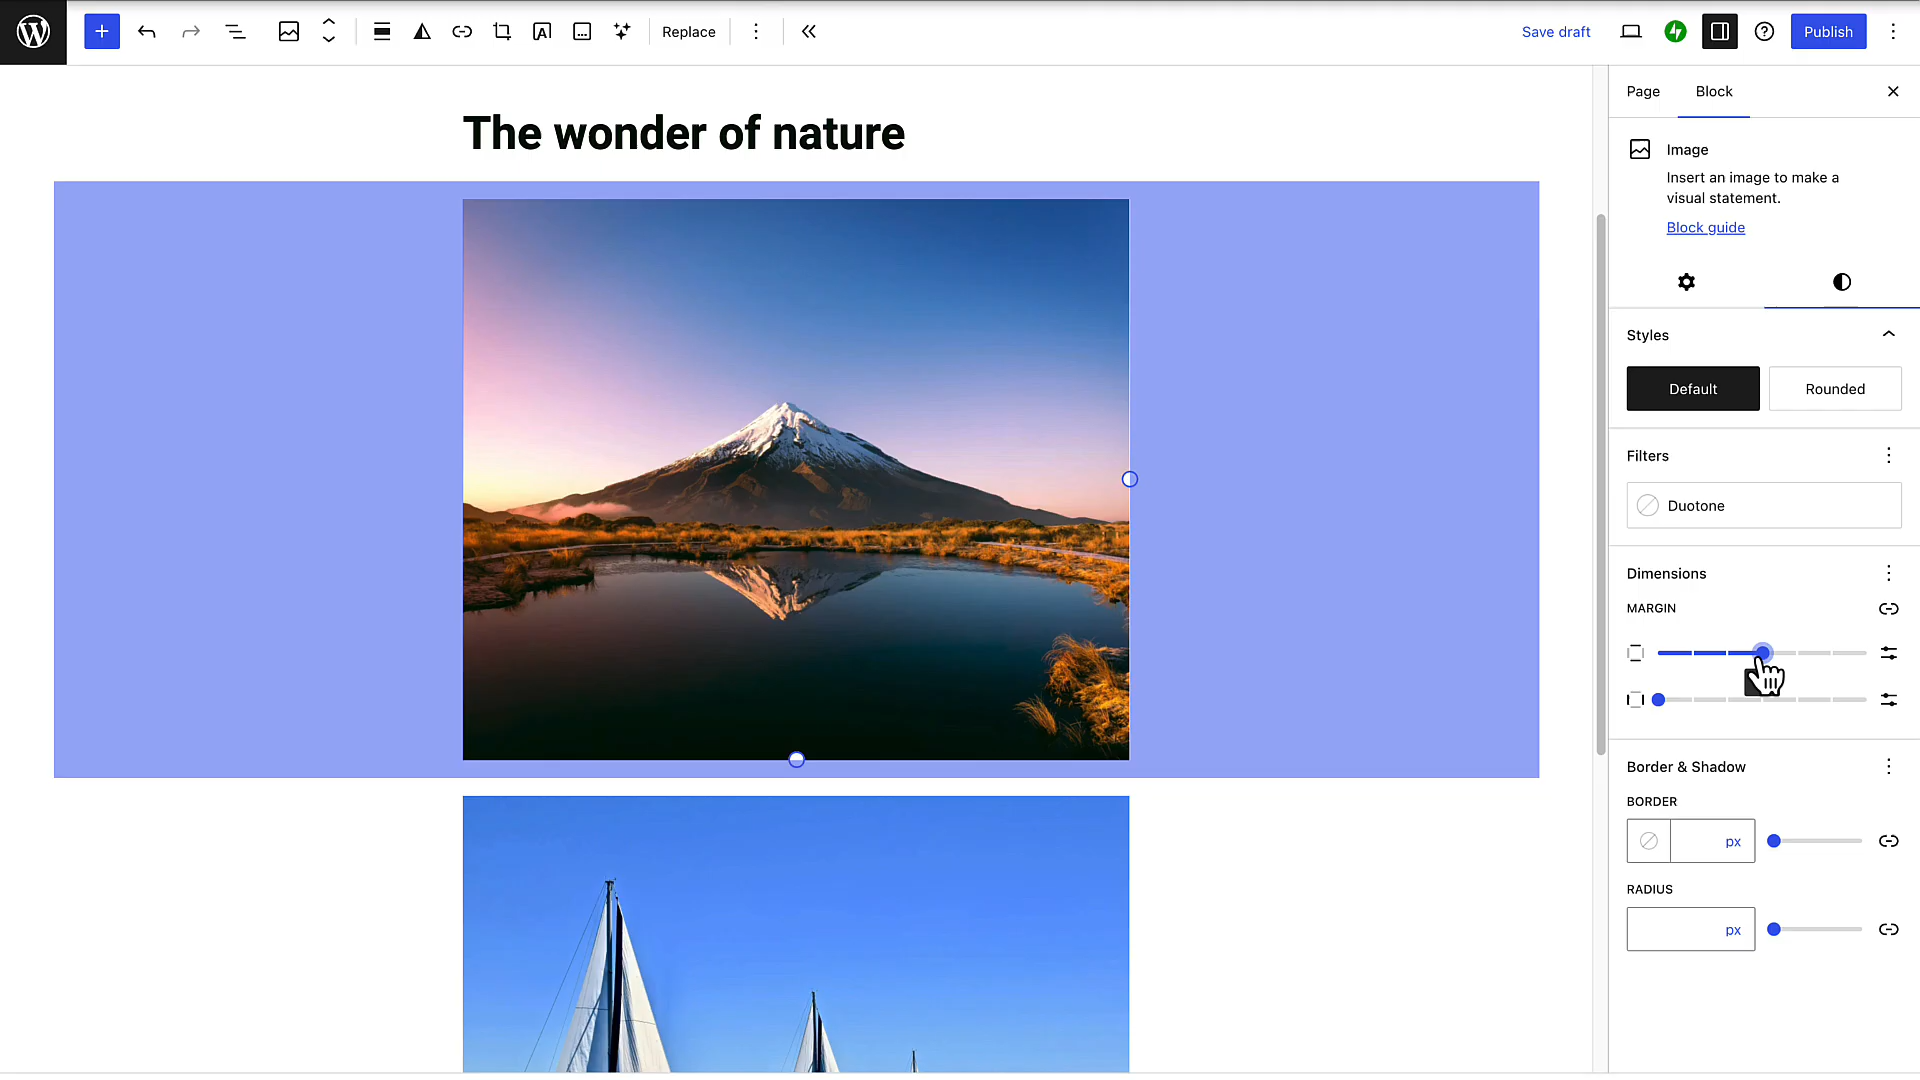 Replace
Save draft
Publish
The wonder of nature
Page
Block
Image
Insert an image to make a
visual statement.
Block guide
Styles
Default
Rounded
Filters
Duotone
Dimensions
MARGIN
Border & Shadow
BORDER
px
RADIUS
px